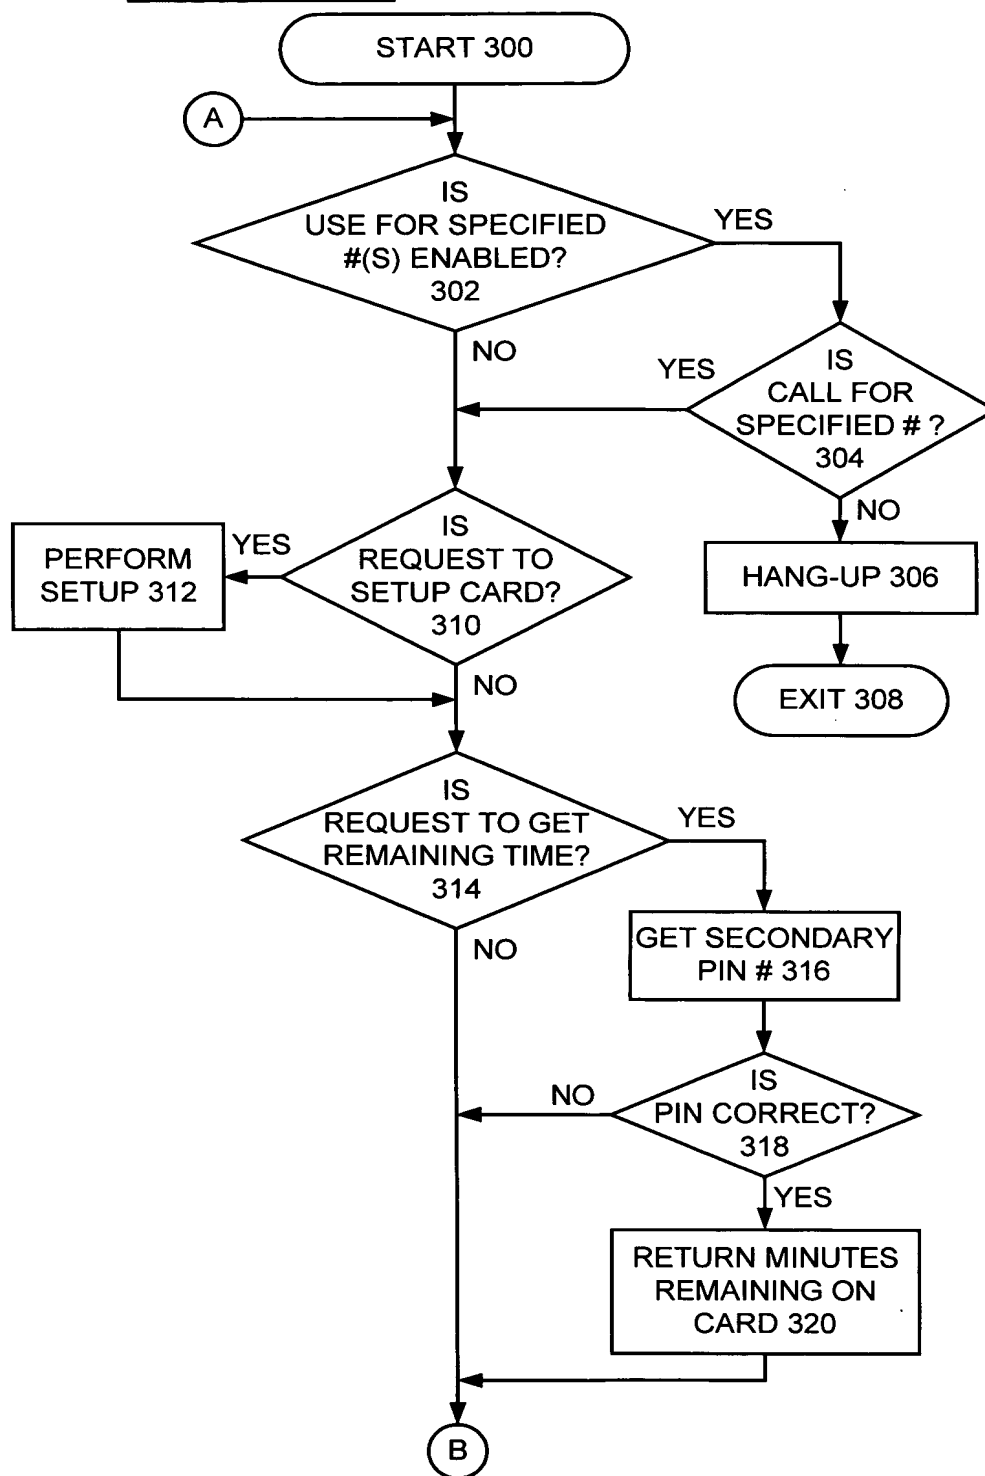 START 300
A
IS
USE FOR SPECIFIED
#(S) ENABLED?
302
YES
NO
YES
IS
CALL FOR
SPECIFIED # ?
304
NO
HANG-UP 306
EXIT 308
IS
REQUEST TO
SETUP CARD?
310
YES
PERFORM
SETUP 312
NO
IS
REQUEST TO GET
REMAINING TIME?
314
YES
NO
GET SECONDARY
PIN # 316
IS
PIN CORRECT?
318
NO
YES
RETURN MINUTES
REMAINING ON
CARD 320
B